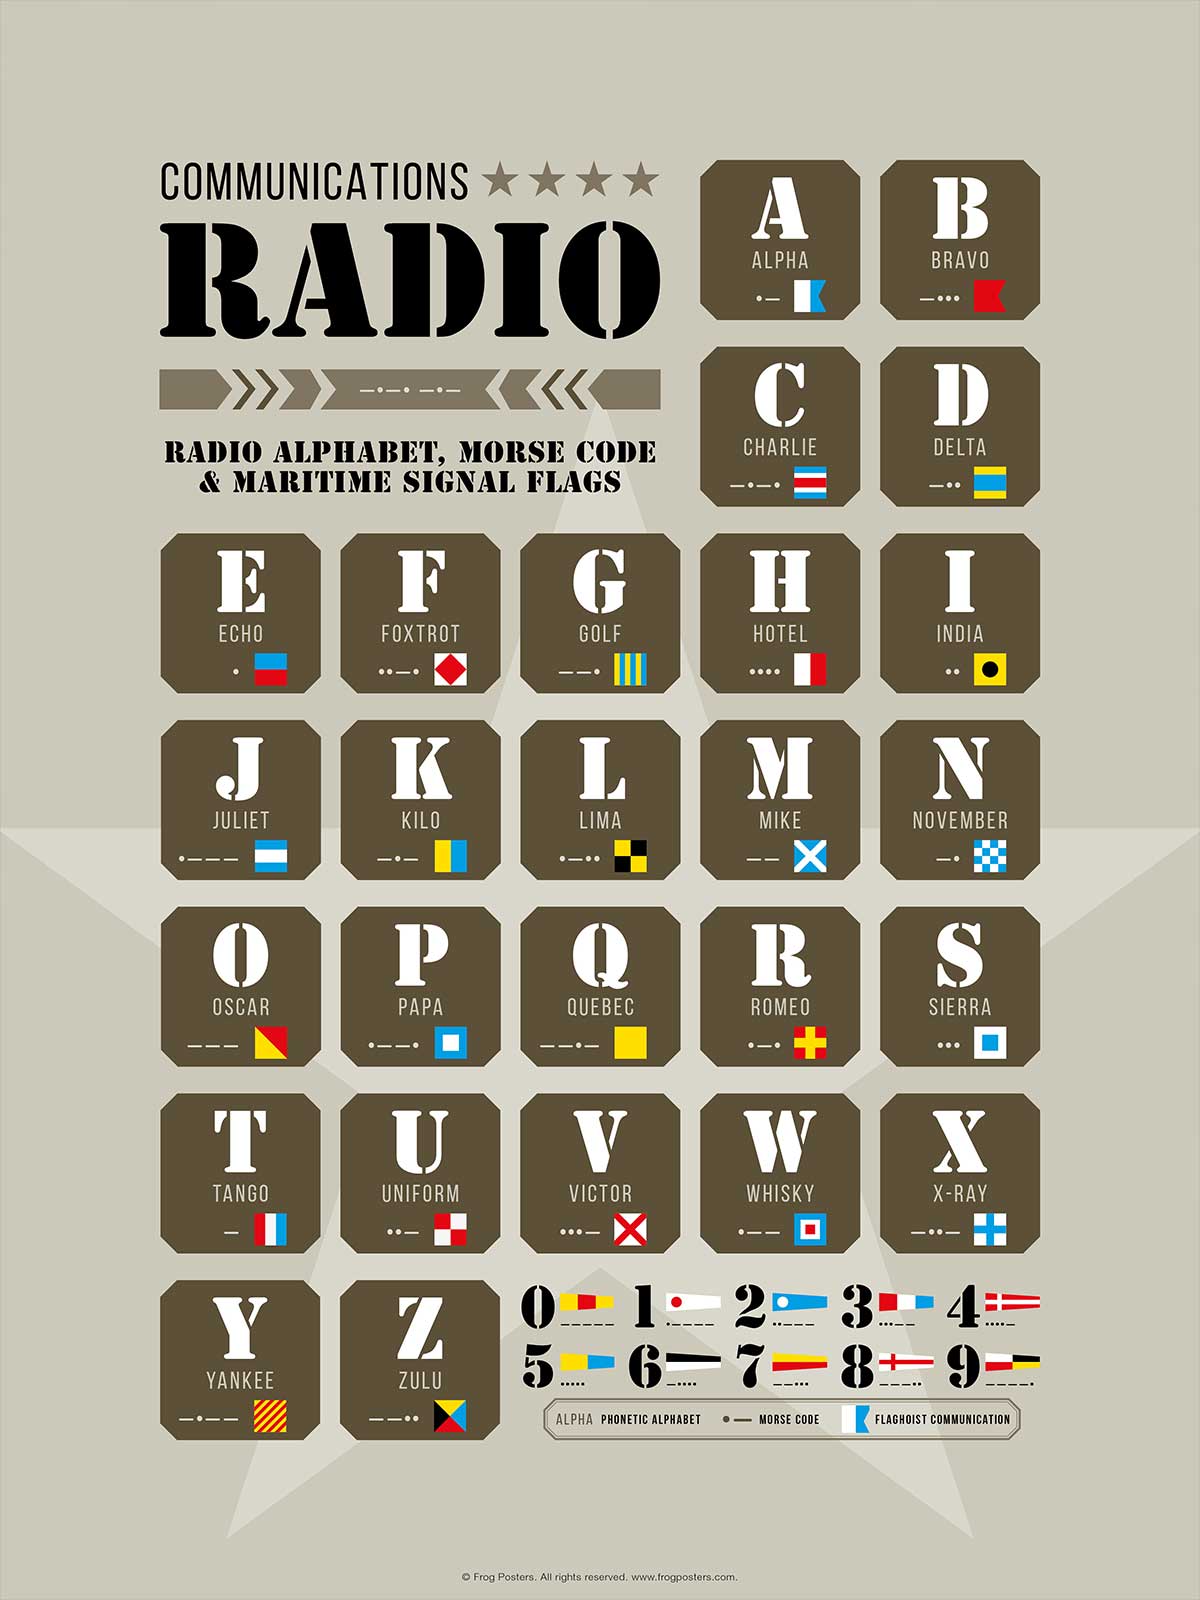 COMMUNICATIONS
RADIO
—•—• —•—
RADIO ALPHABET, MORSE CODE
& MARITIME SIGNAL FLAGS
A
ALPHA
•—
B
BRAVO
—•••
C
CHARLIE
—•—•
D
DELTA
—••
E
ECHO
•
F
FOXTROT
••—•
G
GOLF
——•
H
HOTEL
••••
I
INDIA
••
J
JULIET
•———
K
KILO
—•—
L
LIMA
•—••
M
MIKE
——
N
NOVEMBER
—•
O
OSCAR
———
P
PAPA
•——•
Q
QUEBEC
——•—
R
ROMEO
•—•
S
SIERRA
•••
T
TANGO
—
U
UNIFORM
••—
V
VICTOR
•••—
W
WHISKY
•——
X
X-RAY
—••—
Y
YANKEE
—•——
Z
ZULU
——••
0 1 2 3 4
————— •———— ••——— •••—— ••••—
5 6 7 8 9
••••• —•••• ——••• ———•• ————•
ALPHA PHONETIC ALPHABET •— MORSE CODE FLAGHOIST COMMUNICATION
© Frog Posters. All rights reserved. www.frogposters.com.